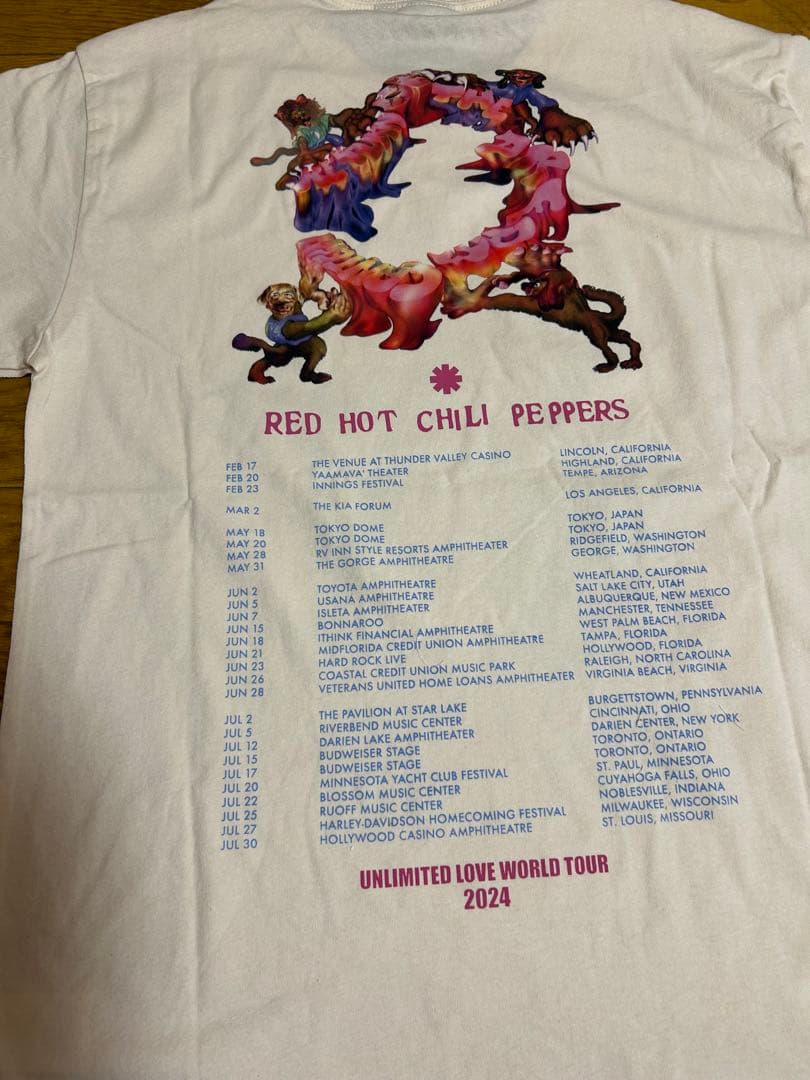 RED HOT CHILI PEPPERS
FEB 17 THE VENUE AT THUNDER VALLEY CASINO LINCOLN, CALIFORNIA
FEB 20 YAAMAVA' THEATER HIGHLAND, CALIFORNIA
FEB 23 INNINGS FESTIVAL TEMPE, ARIZONA
MAR 2 THE KIA FORUM LOS ANGELES, CALIFORNIA
MAY 18 TOKYO DOME TOKYO, JAPAN
MAY 20 TOKYO DOME TOKYO, JAPAN
MAY 28 RV INN STYLE RESORTS AMPHITHEATER RIDGEFIELD, WASHINGTON
MAY 31 THE GORGE AMPHITHEATRE GEORGE, WASHINGTON
JUN 2 TOYOTA AMPHITHEATRE WHEATLAND, CALIFORNIA
JUN 5 USANA AMPHITHEATRE SALT LAKE CITY, UTAH
JUN 7 ISLETA AMPHITHEATER ALBUQUERQUE, NEW MEXICO
JUN 15 BONNAROO MANCHESTER, TENNESSEE
JUN 18 ITHINK FINANCIAL AMPHITHEATRE WEST PALM BEACH, FLORIDA
JUN 21 MIDFLORIDA CREDIT UNION AMPHITHEATRE TAMPA, FLORIDA
JUN 23 HARD ROCK LIVE HOLLYWOOD, FLORIDA
JUN 26 COASTAL CREDIT UNION MUSIC PARK RALEIGH, NORTH CAROLINA
JUN 28 VETERANS UNITED HOME LOANS AMPHITHEATER VIRGINIA BEACH, VIRGINIA
JUL 2 THE PAVILION AT STAR LAKE BURGETTSTOWN, PENNSYLVANIA
JUL 5 RIVERBEND MUSIC CENTER CINCINNATI, OHIO
JUL 12 DARIEN LAKE AMPHITHEATER DARIEN CENTER, NEW YORK
JUL 15 BUDWEISER STAGE TORONTO, ONTARIO
JUL 17 BUDWEISER STAGE TORONTO, ONTARIO
JUL 20 MINNESOTA YACHT CLUB FESTIVAL ST. PAUL, MINNESOTA
JUL 22 BLOSSOM MUSIC CENTER CUYAHOGA FALLS, OHIO
JUL 25 RUOFF MUSIC CENTER NOBLESVILLE, INDIANA
JUL 27 HARLEY-DAVIDSON HOMECOMING FESTIVAL MILWAUKEE, WISCONSIN
JUL 30 HOLLYWOOD CASINO AMPHITHEATRE ST. LOUIS, MISSOURI
UNLIMITED LOVE WORLD TOUR
2024